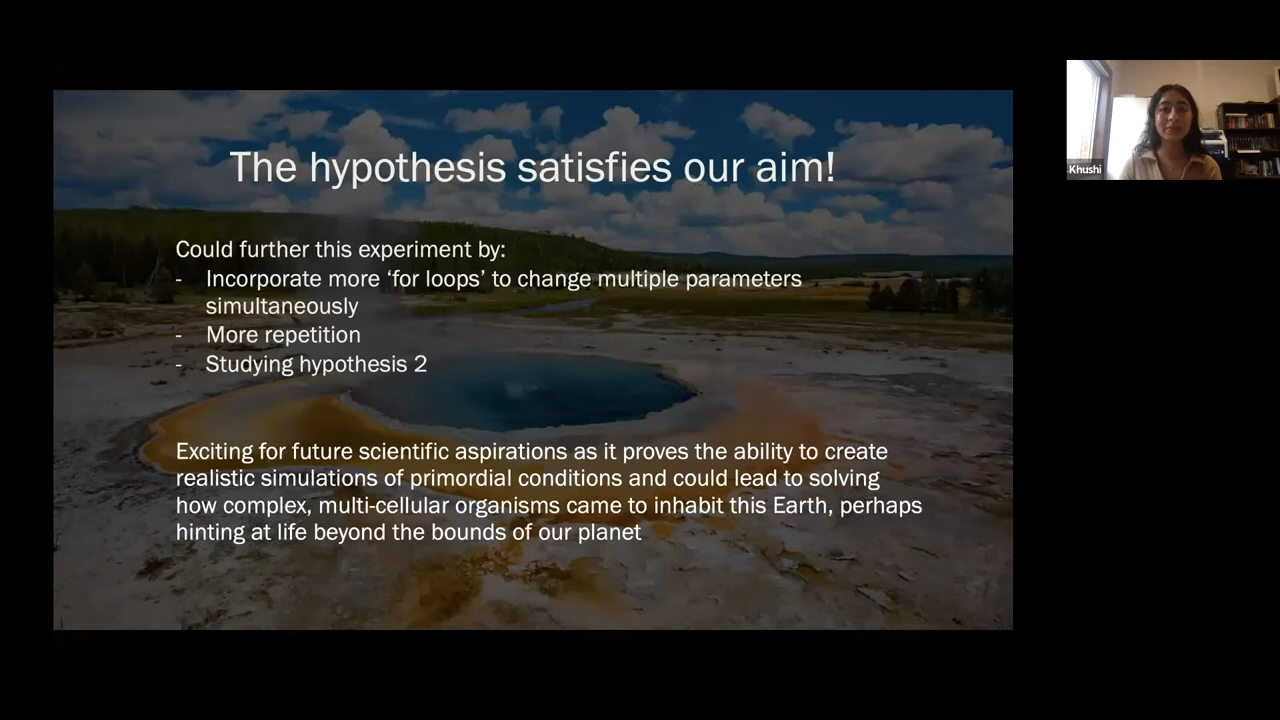 The hypothesis satisfies our aim!
Khushi
Could further this experiment by:
- Incorporate more ‘for loops’ to change multiple parameters
simultaneously
- More repetition
- Studying hypothesis 2
Exciting for future scientific aspirations as it proves the ability to create
realistic simulations of primordial conditions and could lead to solving
how complex, multi-cellular organisms came to inhabit this Earth, perhaps
hinting at life beyond the bounds of our planet